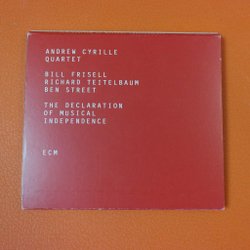 ANDREW CYRILLE
QUARTET
BILL FRISELL
RICHARD TEITELBAUM
BEN STREET
THE DECLARATION
OF MUSICAL
INDEPENDENCE
ECM